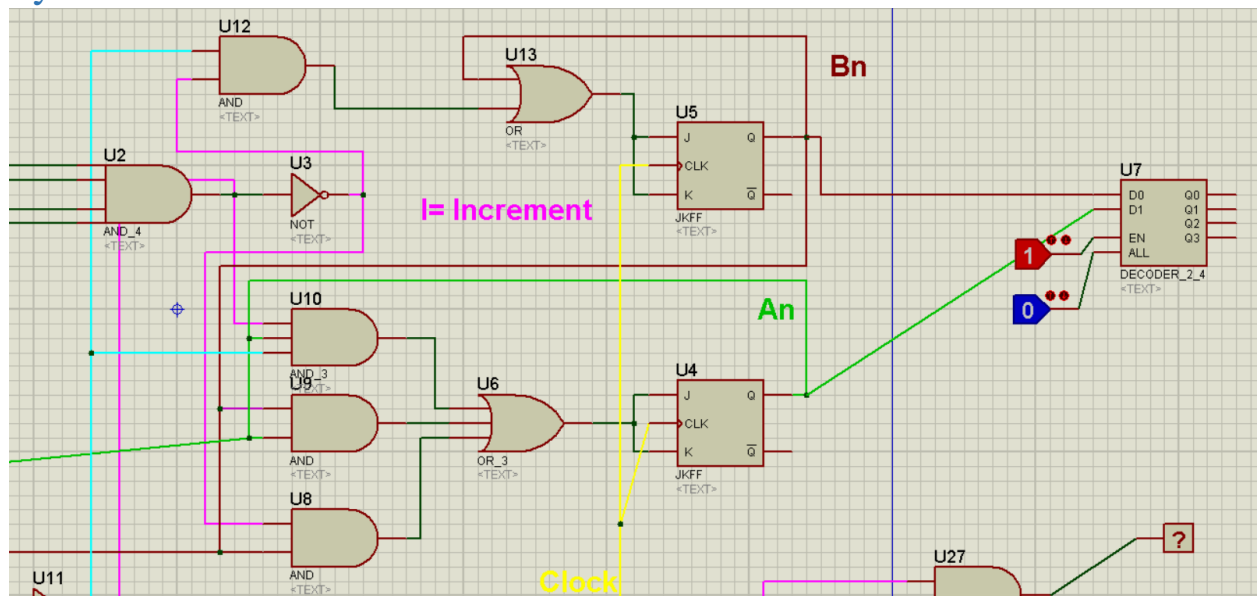 U12
AND
<TEXT>
U13
OR
<TEXT>
Bn
U5
J Q
CLK
K Q
JKFF
<TEXT>
U2
AND_4
<TEXT>
U3
NOT
<TEXT>
I= Increment
U7
D0 Q0
D1 Q1
Q2
EN Q3
ALL
DECODER_2_4
<TEXT>
1
0
U10
AND_3
<TEXT>
An
U9
AND
<TEXT>
U6
OR_3
<TEXT>
U4
J Q
CLK
K Q
JKFF
<TEXT>
U8
AND
<TEXT>
Clock
U11
U27
?